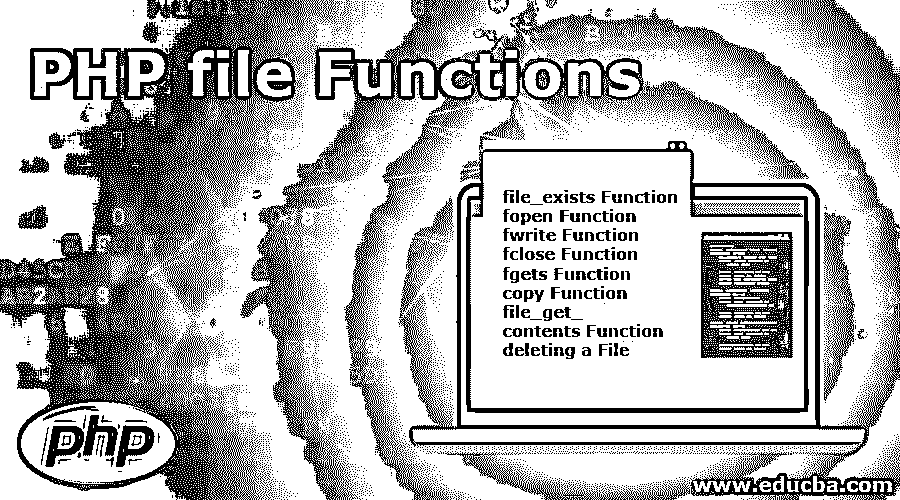 PHP file Functions
file_exists Function
fopen Function
fwrite Function
fclose Function
fgets Function
copy Function
file_get_
contents Function
deleting a File
php
www.educba.com